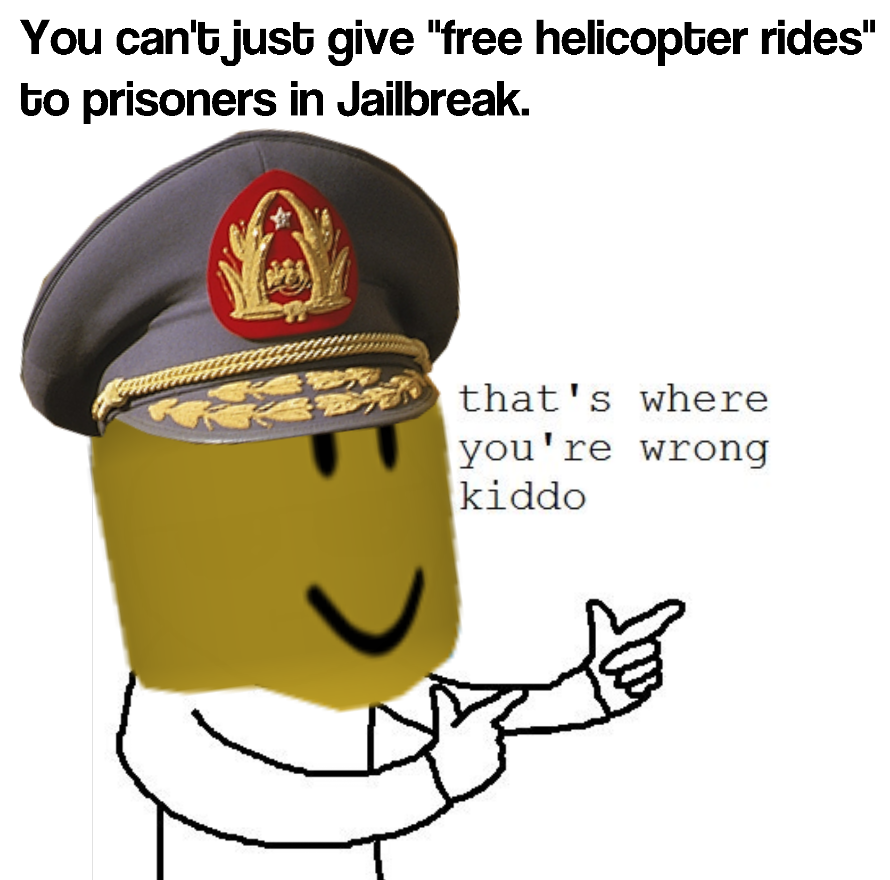 You can't just give "free helicopter rides"
to prisoners in Jailbreak.
that's where
you're wrong
kiddo